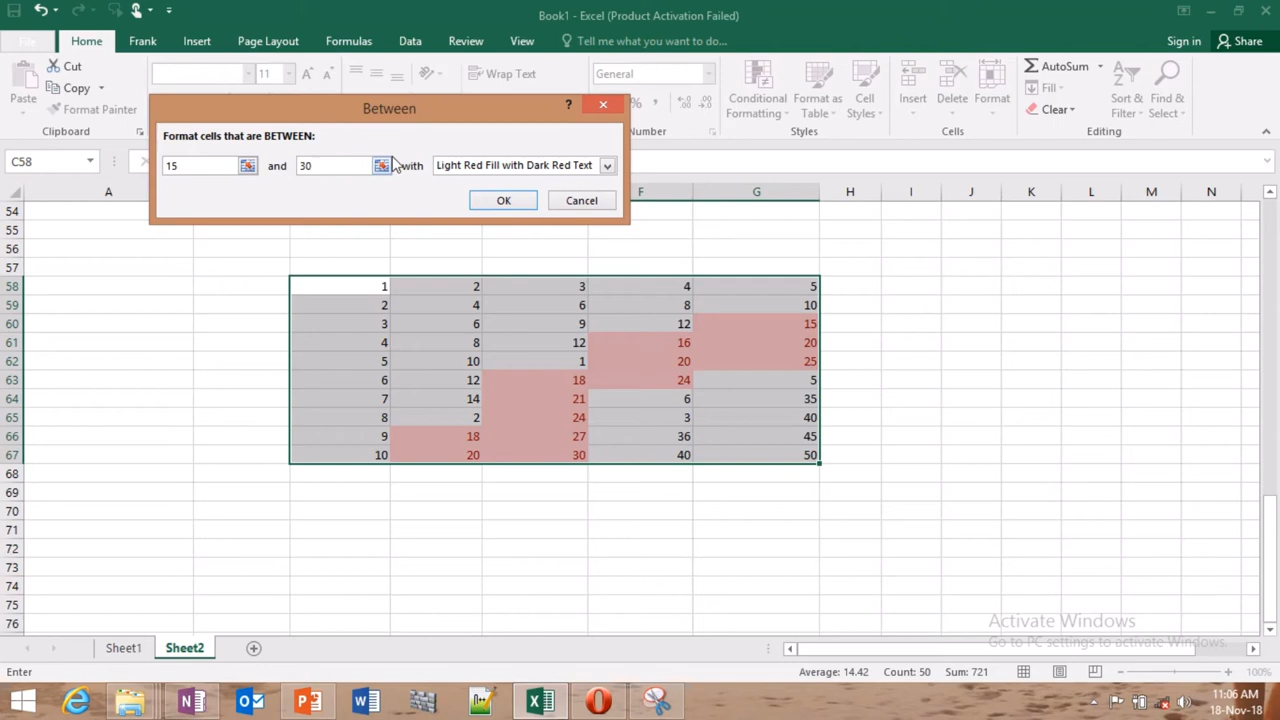 Book1 - Excel (Product Activation Failed)
File Home Frank Insert Page Layout Formulas Data Review View Tell me what you want to do... Sign in Share
Cut
Copy
Format Painter
Paste
Clipboard
11
Wrap Text
General
%
Number
Conditional Formatting
Format as Table
Cell Styles
Styles
Insert
Delete
Format
Cells
AutoSum
Fill
Clear
Sort & Filter
Find & Select
Editing
Between
Format cells that are BETWEEN:
15 and 30 with Light Red Fill with Dark Red Text
OK Cancel
C58
A F G H I J K L M N
54
55
56
57
58 1 2 3 4 5
59 2 4 6 8 10
60 3 6 9 12 15
61 4 8 12 16 20
62 5 10 1 20 25
63 6 12 18 24 5
64 7 14 21 6 35
65 8 2 24 3 40
66 9 18 27 36 45
67 10 20 30 40 50
68
69
70
71
72
73
74
75
76
Activate Windows
Go to PC settings to activate Windows.
Sheet1 Sheet2
Enter Average: 14.42 Count: 50 Sum: 721 100%
11:06 AM
18-Nov-18